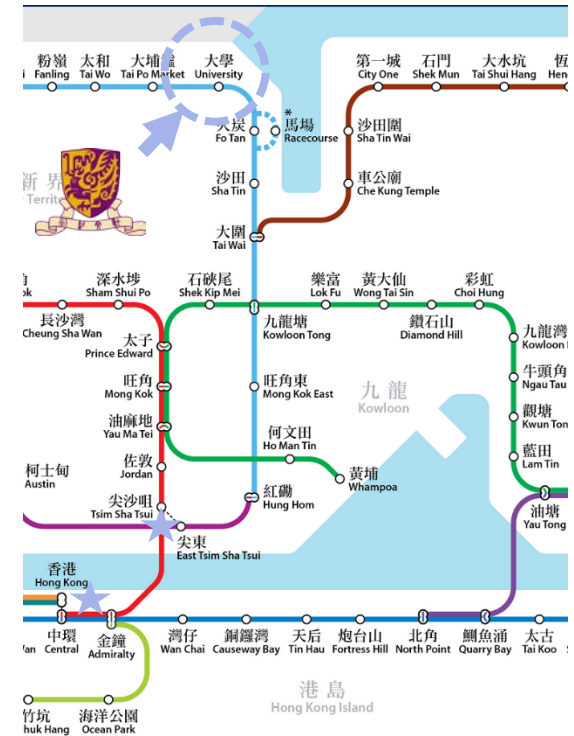 粉嶺
Fanling
太和
Tai Wo
大埔墟
Tai Po Market
大學
University
第一城
City One
石門
Shek Mun
大水坑
Tai Shui Hang
恆
Hen
火炭
Fo Tan
*
馬場
Racecourse
沙田圍
Sha Tin Wai
新界
Territ
沙田
Sha Tin
車公廟
Che Kung Temple
大圍
Tai Wai
ok
深水埗
Sham Shui Po
石硤尾
Shek Kip Mei
樂富
Lok Fu
黃大仙
Wong Tai Sin
彩虹
Choi Hung
長沙灣
Cheung Sha Wan
太子
Prince Edward
九龍塘
Kowloon Tong
鑽石山
Diamond Hill
九龍灣
Kowloon
旺角
Mong Kok
旺角東
Mong Kok East
九龍
Kowloon
牛頭角
Ngau Tau
油麻地
Yau Ma Tei
何文田
Ho Man Tin
觀塘
Kwun Ton
佐敦
Jordan
藍田
Lam Tin
柯士甸
Austin
黃埔
Whampoa
尖沙咀
Tsim Sha Tsui
紅磡
Hung Hom
油塘
Yau Tong
尖東
East Tsim Sha Tsui
香港
Hong Kong
中環
Central
金鐘
Admiralty
灣仔
Wan Chai
銅鑼灣
Causeway Bay
天后
Tin Hau
炮台山
Fortress Hill
北角
North Point
鰂魚涌
Quarry Bay
太古
Tai Koo
港島
Hong Kong Island
竹坑
huk Hang
海洋公園
Ocean Park